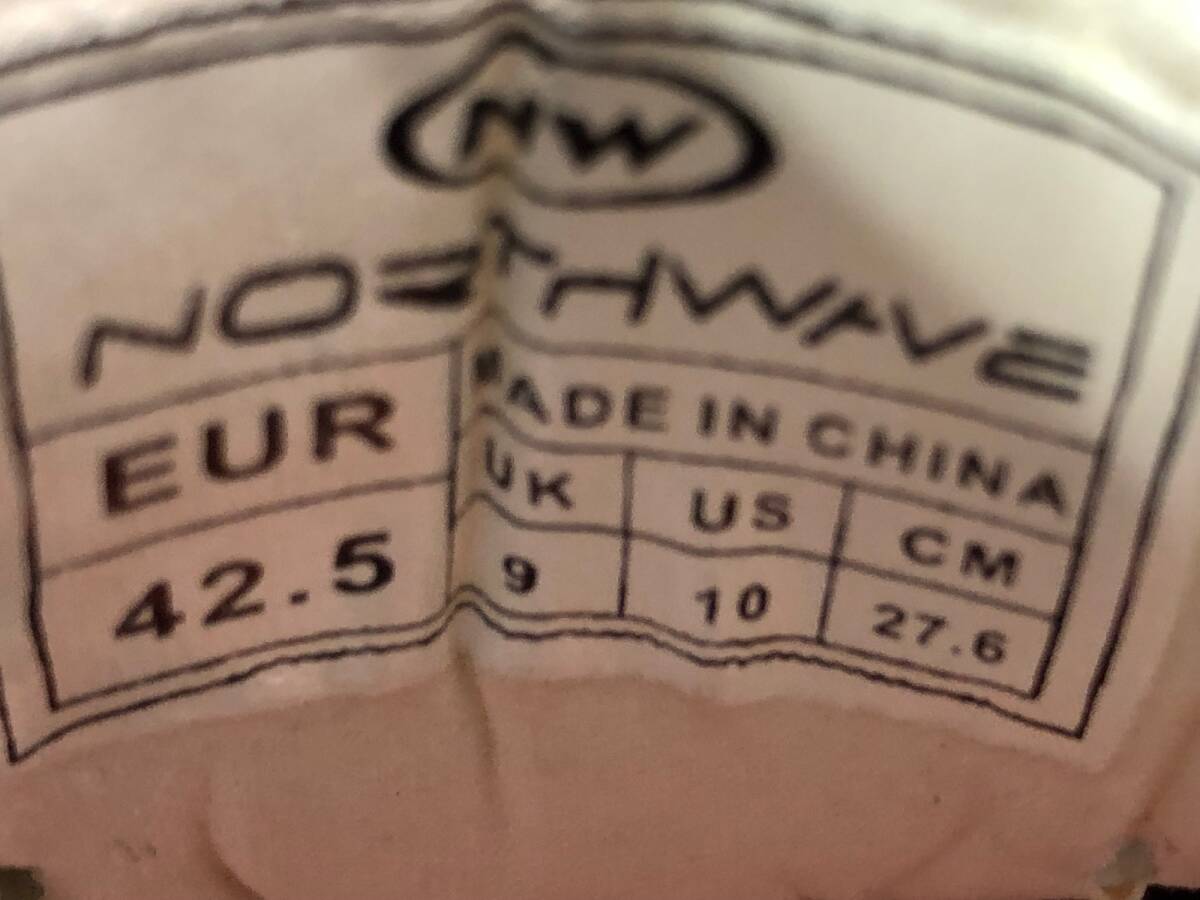 NW
NORTHWAVE
EUR
MADE IN CHINA
UK US CM
42.5 9 10 27.6